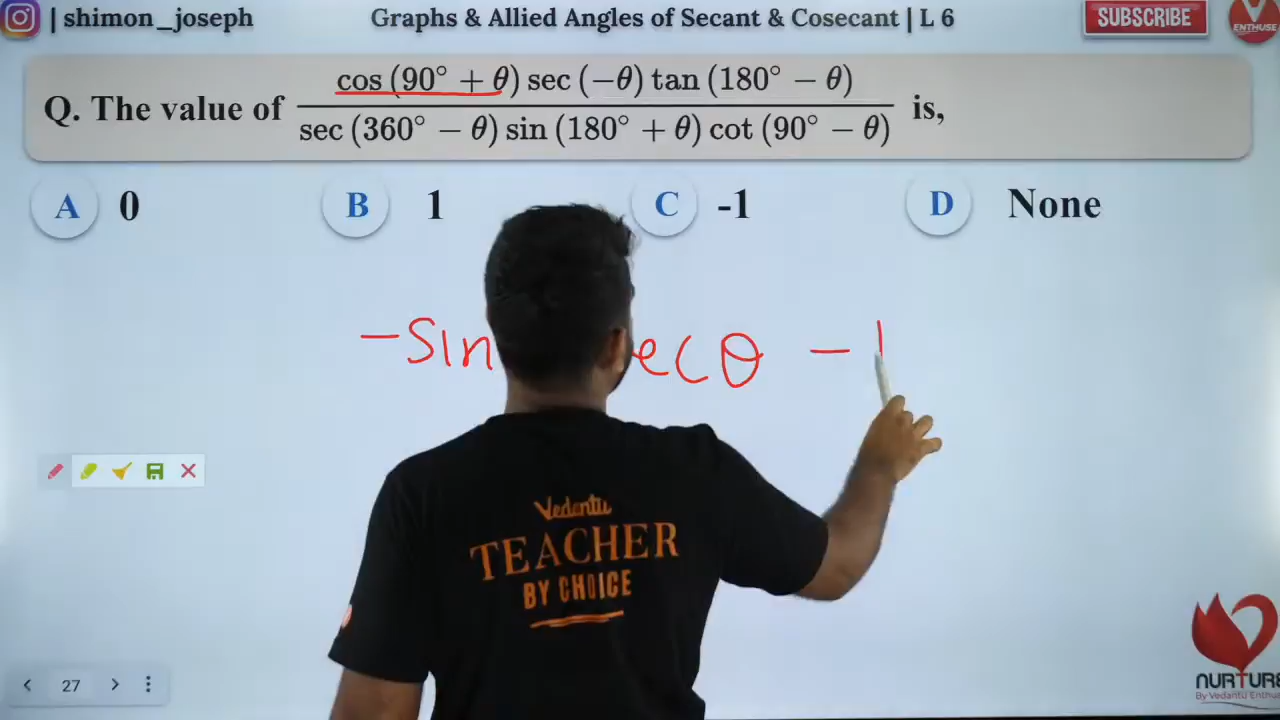 | shimon_joseph
Graphs & Allied Angles of Secant & Cosecant | L 6
SUBSCRIBE
V
ENTHUSE
Q. The value of cos (90° + θ) sec (−θ) tan (180° − θ) / sec (360° − θ) sin (180° + θ) cot (90° − θ) is,
A 0
B 1
C -1
D None
−Sin ecθ −
Vedantu
TEACHER
BY CHOICE
27
NURTURE
By Vedantu Enthu